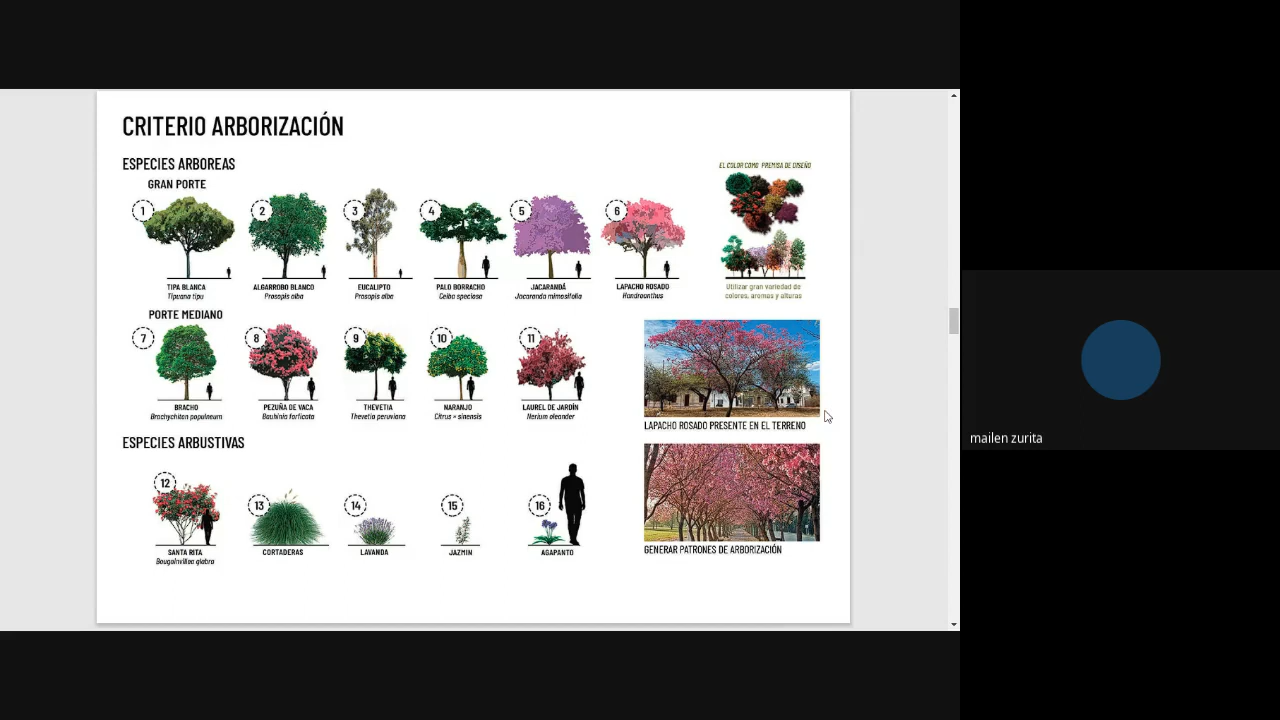 CRITERIO ARBORIZACIÓN
ESPECIES ARBOREAS
GRAN PORTE
EL COLOR COMO PREMISA DE DISEÑO
1
2
3
4
5
6
TIPA BLANCA
Tipuana tipu
ALGARROBO BLANCO
Prosopis alba
EUCALIPTO
Prosopis alba
PALO BORRACHO
Ceiba speciosa
JACARANDÁ
Jacaranda mimosifolia
LAPACHO ROSADO
Handroanthus
Utilizar gran variedad de
colores, aromas y alturas
PORTE MEDIANO
7
8
9
10
11
BRACHO
Brachychiton populneum
PEZUÑA DE VACA
Bauhinia forficata
THEVETIA
Thevetia peruviana
NARANJO
Citrus × sinensis
LAUREL DE JARDÍN
Nerium oleander
LAPACHO ROSADO PRESENTE EN EL TERRENO
ESPECIES ARBUSTIVAS
12
13
14
15
16
SANTA RITA
Bougainvillea glabra
CORTADERAS
LAVANDA
JAZMIN
AGAPANTO
GENERAR PATRONES DE ARBORIZACIÓN
mailen zurita